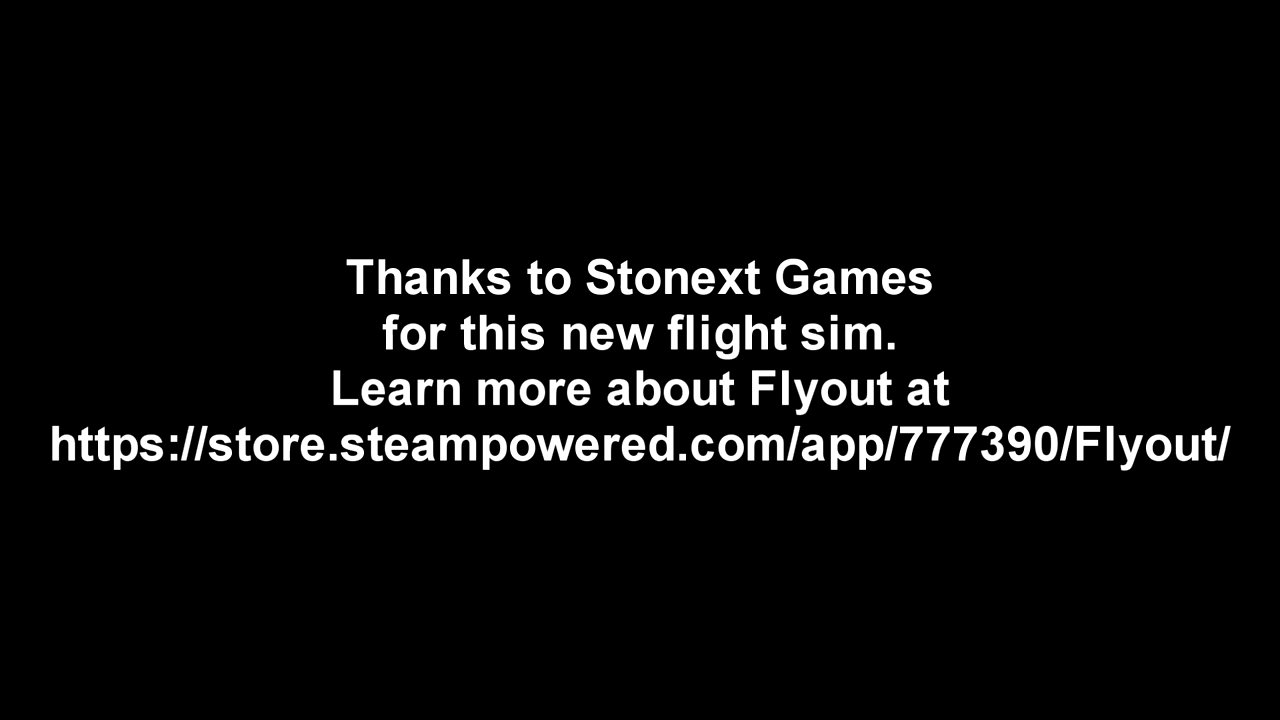 Thanks to Stonext Games
for this new flight sim.
Learn more about Flyout at
https://store.steampowered.com/app/777390/Flyout/